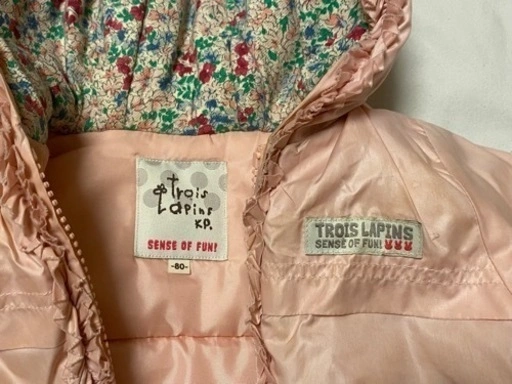 trois
Lapins
KP.
SENSE OF FUN!
-80-
TROIS LAPINS
SENSE OF FUN!